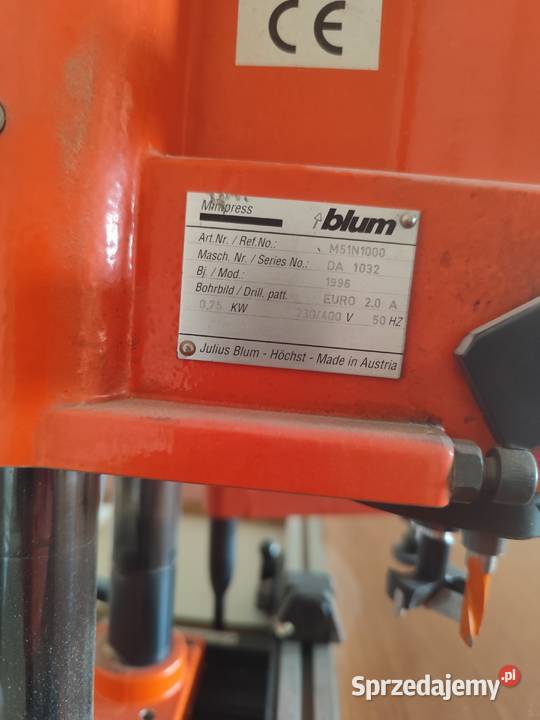 CE
Minipress
blum
Art.Nr. / Ref.No.: M51N1000
Masch. Nr. / Series No.: DA 1032
Bj. / Mod.: 1996
Bohrbild / Drill. patt. EURO 2.0 A
0,75 KW 230/400 V 50 HZ
Julius Blum - Höchst - Made in Austria
Sprzedajemy.pl